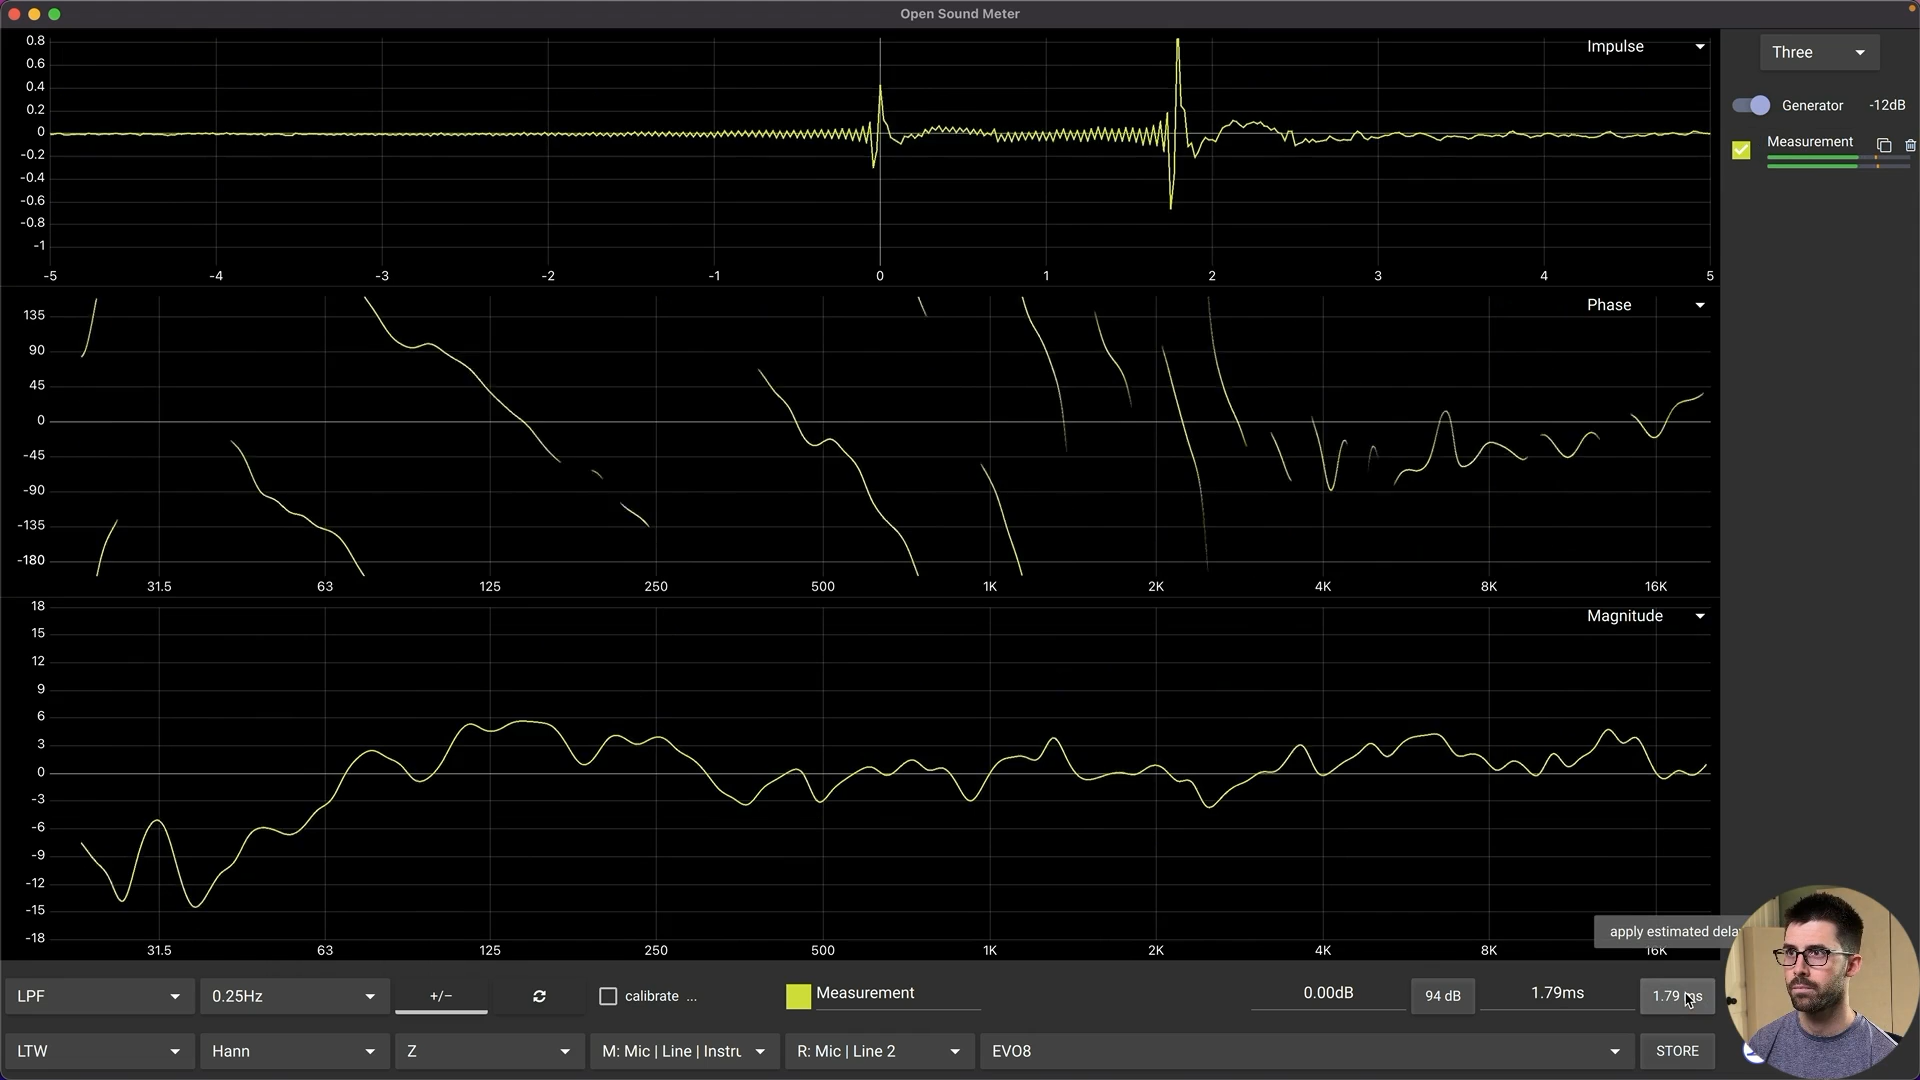 Open Sound Meter
Impulse
Three
0.8
0.6
0.4
0.2
0
-0.2
-0.4
-0.6
-0.8
-1
-5 -4 -3 -2 -1 0 1 2 3 4 5
Generator -12dB
Measurement
Phase
135
90
45
0
-45
-90
-135
-180
31.5 63 125 250 500 1K 2K 4K 8K 16K
Magnitude
18
15
12
9
6
3
0
-3
-6
-9
-12
-15
-18
31.5 63 125 250 500 1K 2K 4K 8K 16K
apply estimated
LPF 0.25Hz +/− calibrate ... Measurement 0.00dB 94 dB 1.79ms 1.79
LTW Hann Z M: Mic | Line | R: Mic | Line 2 EVO8 STORE